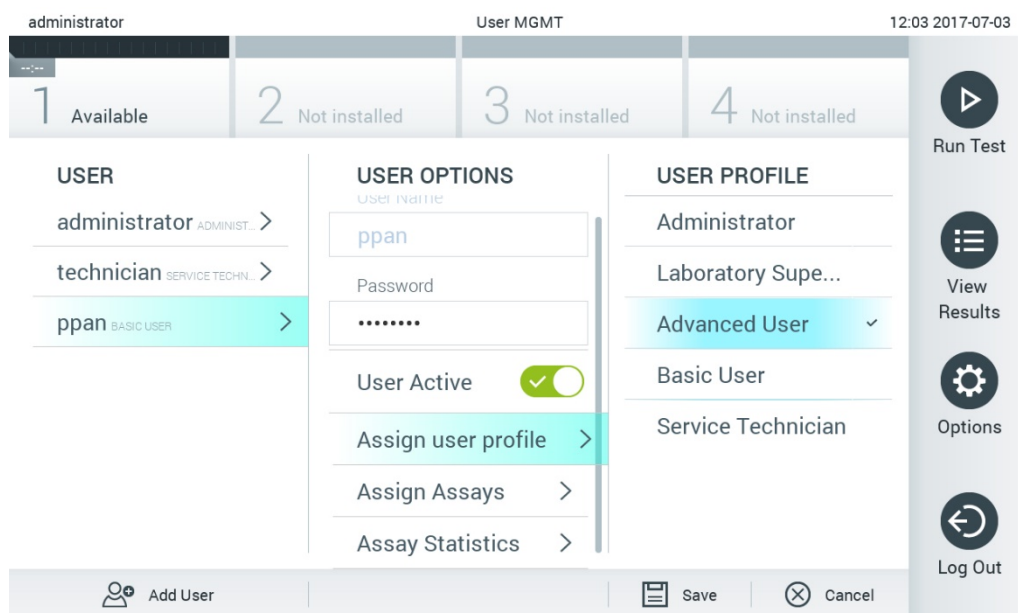 administrator
User MGMT
12:03 2017-07-03
--:--
1 Available
2 Not installed
3 Not installed
4 Not installed
Run Test
View
Results
Options
Log Out
USER
administrator ADMINIST...
technician SERVICE TECHN...
ppan BASIC USER
USER OPTIONS
User Name
ppan
Password
••••••••
User Active
Assign user profile
Assign Assays
Assay Statistics
USER PROFILE
Administrator
Laboratory Supe...
Advanced User
Basic User
Service Technician
Add User
Save
Cancel